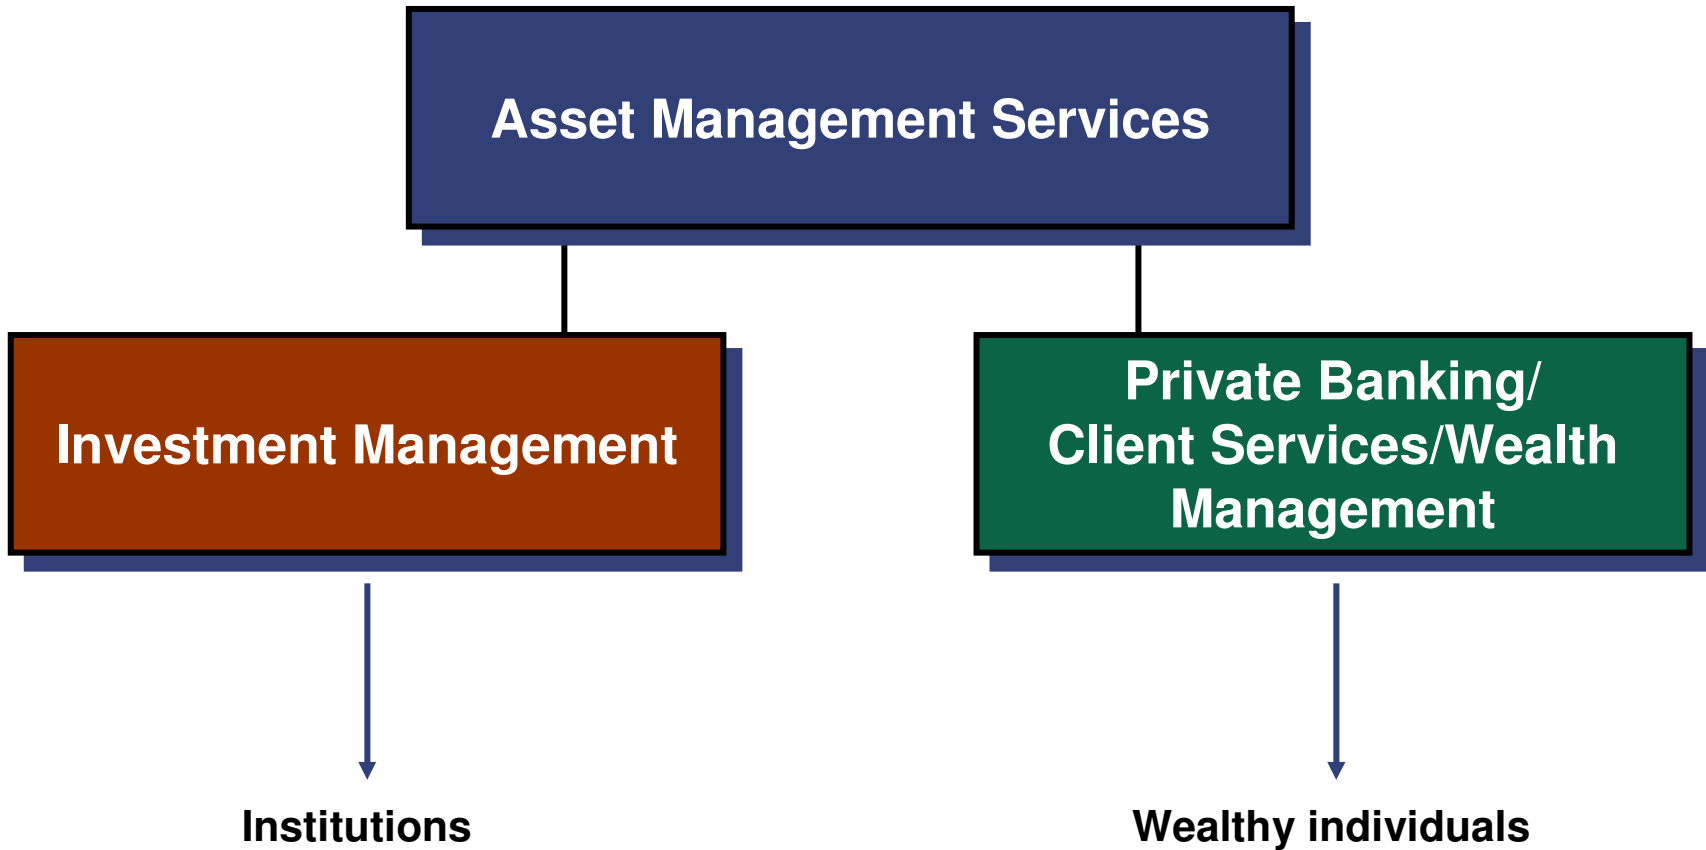 Asset Management Services
Investment Management
Private Banking/
Client Services/Wealth
Management
Institutions
Wealthy individuals